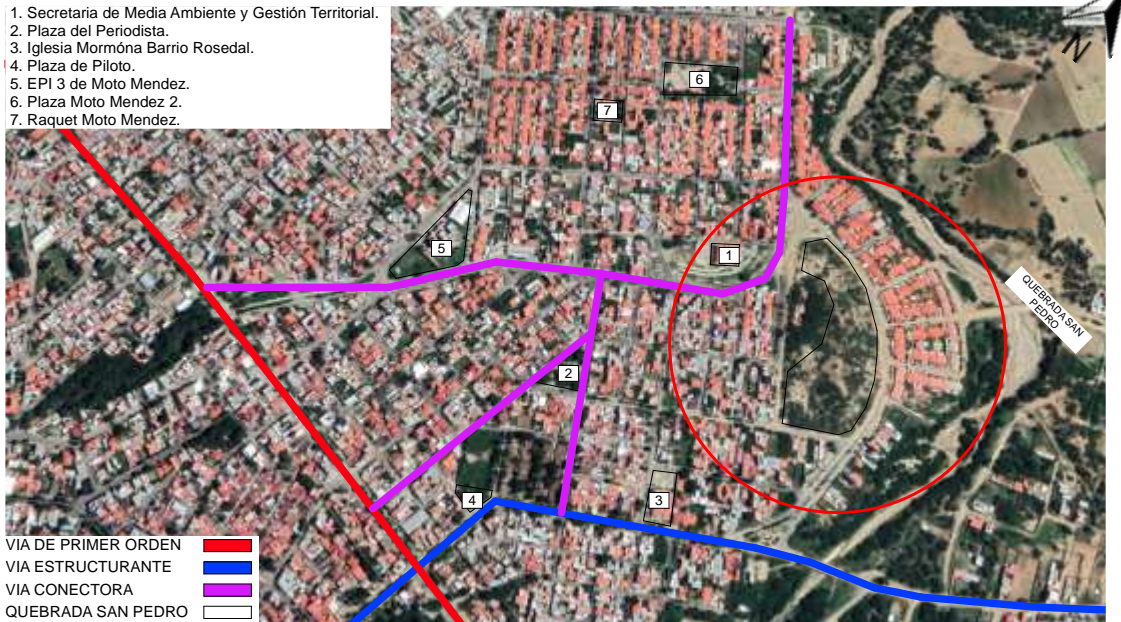 1. Secretaria de Media Ambiente y Gestión Territorial.
2. Plaza del Periodista.
3. Iglesia Mormóna Barrio Rosedal.
4. Plaza de Piloto.
5. EPI 3 de Moto Mendez.
6. Plaza Moto Mendez 2.
7. Raquet Moto Mendez.
N
6
7
5
1
QUEBRADA SAN
PEDRO
2
4
3
VIA DE PRIMER ORDEN
VIA ESTRUCTURANTE
VIA CONECTORA
QUEBRADA SAN PEDRO